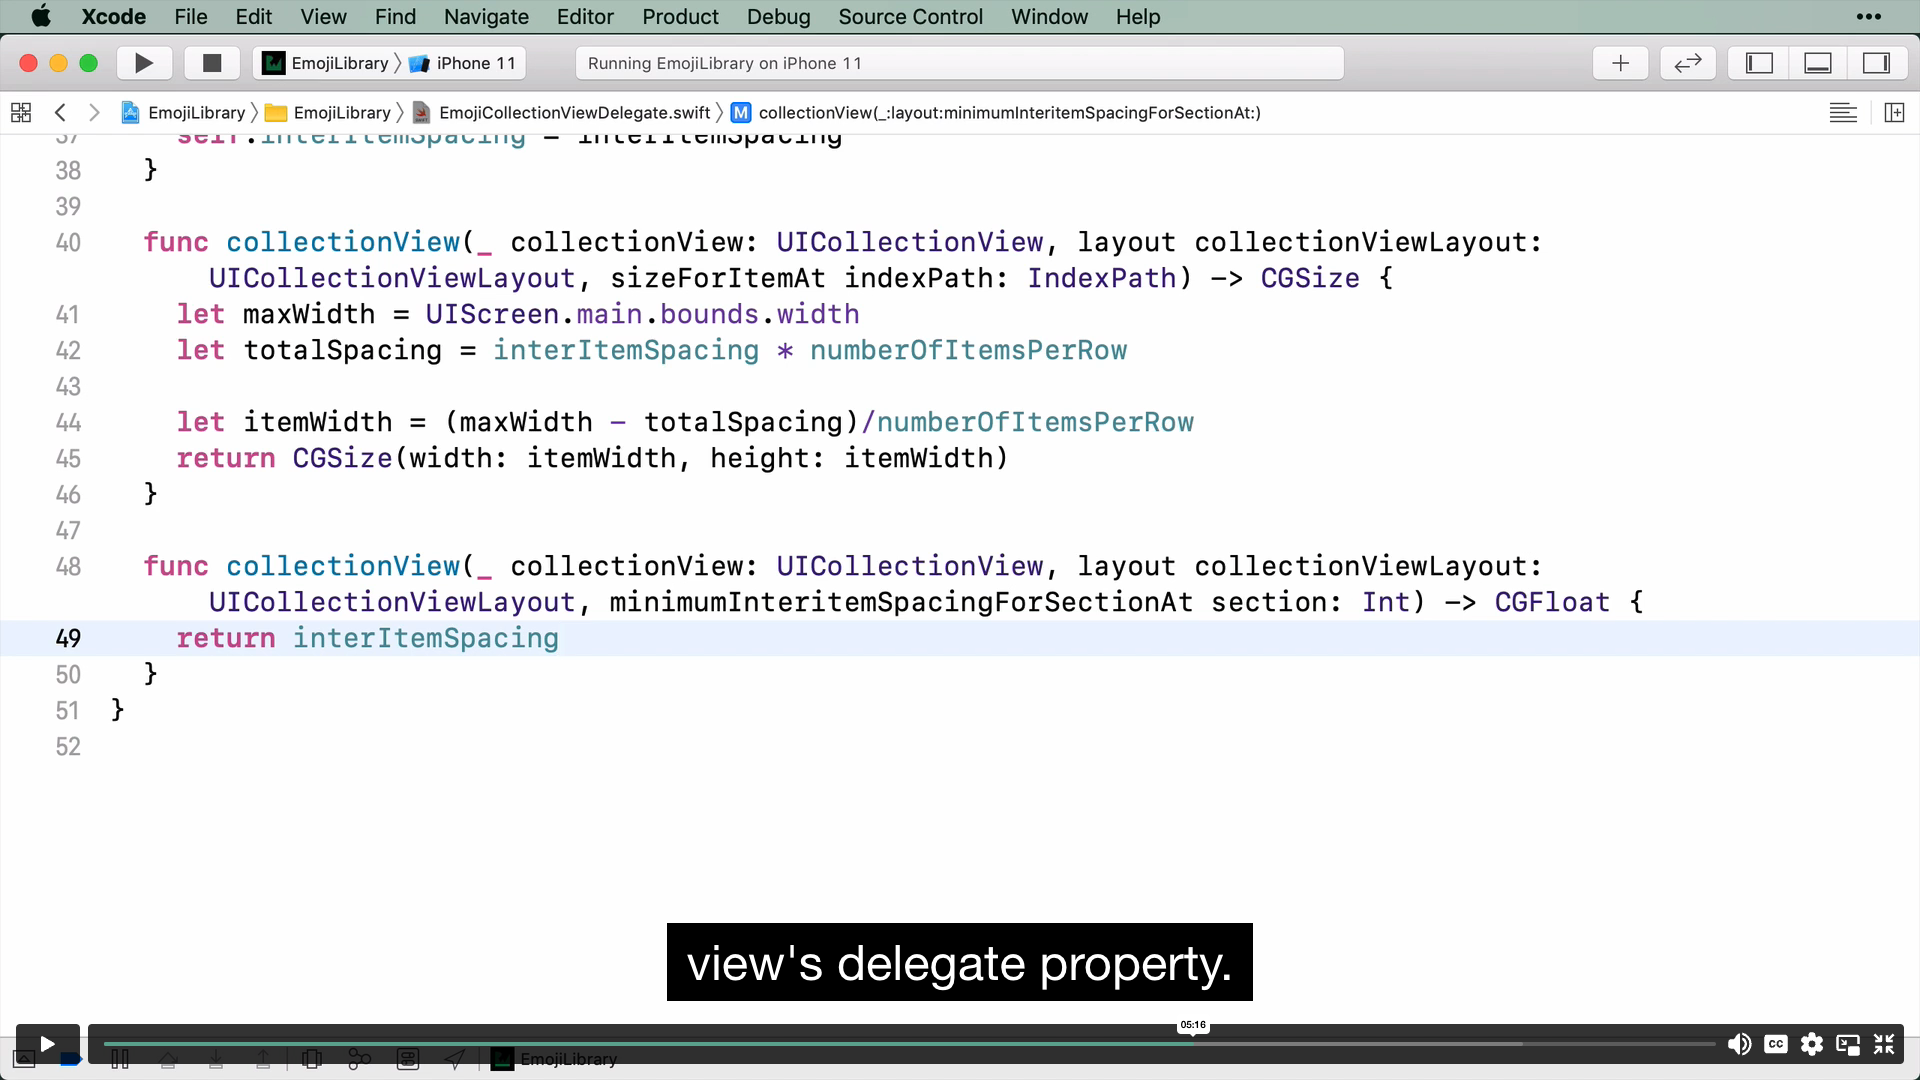 Xcode File Edit View Find Navigate Editor Product Debug Source Control Window Help •••
EmojiLibrary 〉 iPhone 11 Running EmojiLibrary on iPhone 11
EmojiLibrary 〉 EmojiLibrary 〉 EmojiCollectionViewDelegate.swift 〉 M collectionView(_:layout:minimumInteritemSpacingForSectionAt:)
37 self.interItemSpacing = interItemSpacing
38 }
39
40 func collectionView(_ collectionView: UICollectionView, layout collectionViewLayout:
UICollectionViewLayout, sizeForItemAt indexPath: IndexPath) -> CGSize {
41 let maxWidth = UIScreen.main.bounds.width
42 let totalSpacing = interItemSpacing * numberOfItemsPerRow
43
44 let itemWidth = (maxWidth - totalSpacing)/numberOfItemsPerRow
45 return CGSize(width: itemWidth, height: itemWidth)
46 }
47
48 func collectionView(_ collectionView: UICollectionView, layout collectionViewLayout:
UICollectionViewLayout, minimumInteritemSpacingForSectionAt section: Int) -> CGFloat {
49 return interItemSpacing
50 }
51 }
52
view's delegate property.
05:16
CC
EmojiLibrary